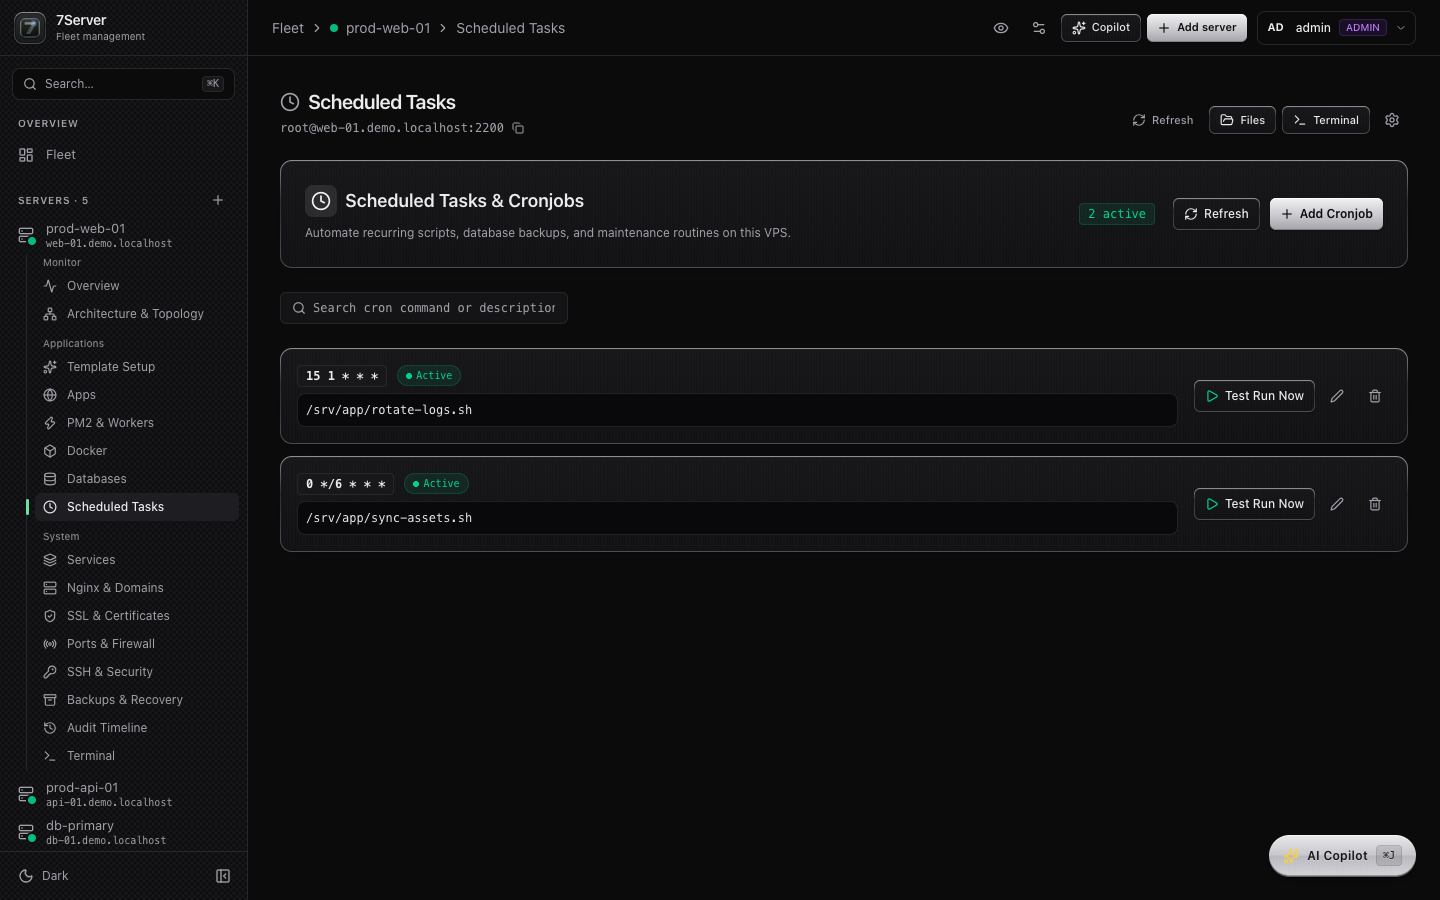 7Server
Fleet management
Search...
⌘K
OVERVIEW
Fleet
SERVERS · 5
prod-web-01
web-01.demo.localhost
Monitor
Overview
Architecture & Topology
Applications
Template Setup
Apps
PM2 & Workers
Docker
Databases
Scheduled Tasks
System
Services
Nginx & Domains
SSL & Certificates
Ports & Firewall
SSH & Security
Backups & Recovery
Audit Timeline
Terminal
prod-api-01
api-01.demo.localhost
db-primary
db-01.demo.localhost
Dark
Fleet > prod-web-01 > Scheduled Tasks
Copilot
+ Add server
AD admin ADMIN
Scheduled Tasks
root@web-01.demo.localhost:2200
Refresh
Files
Terminal
Scheduled Tasks & Cronjobs
Automate recurring scripts, database backups, and maintenance routines on this VPS.
2 active
Refresh
+ Add Cronjob
Search cron command or description
15 1 * * *
Active
/srv/app/rotate-logs.sh
Test Run Now
0 */6 * * *
Active
/srv/app/sync-assets.sh
Test Run Now
AI Copilot ⌘J